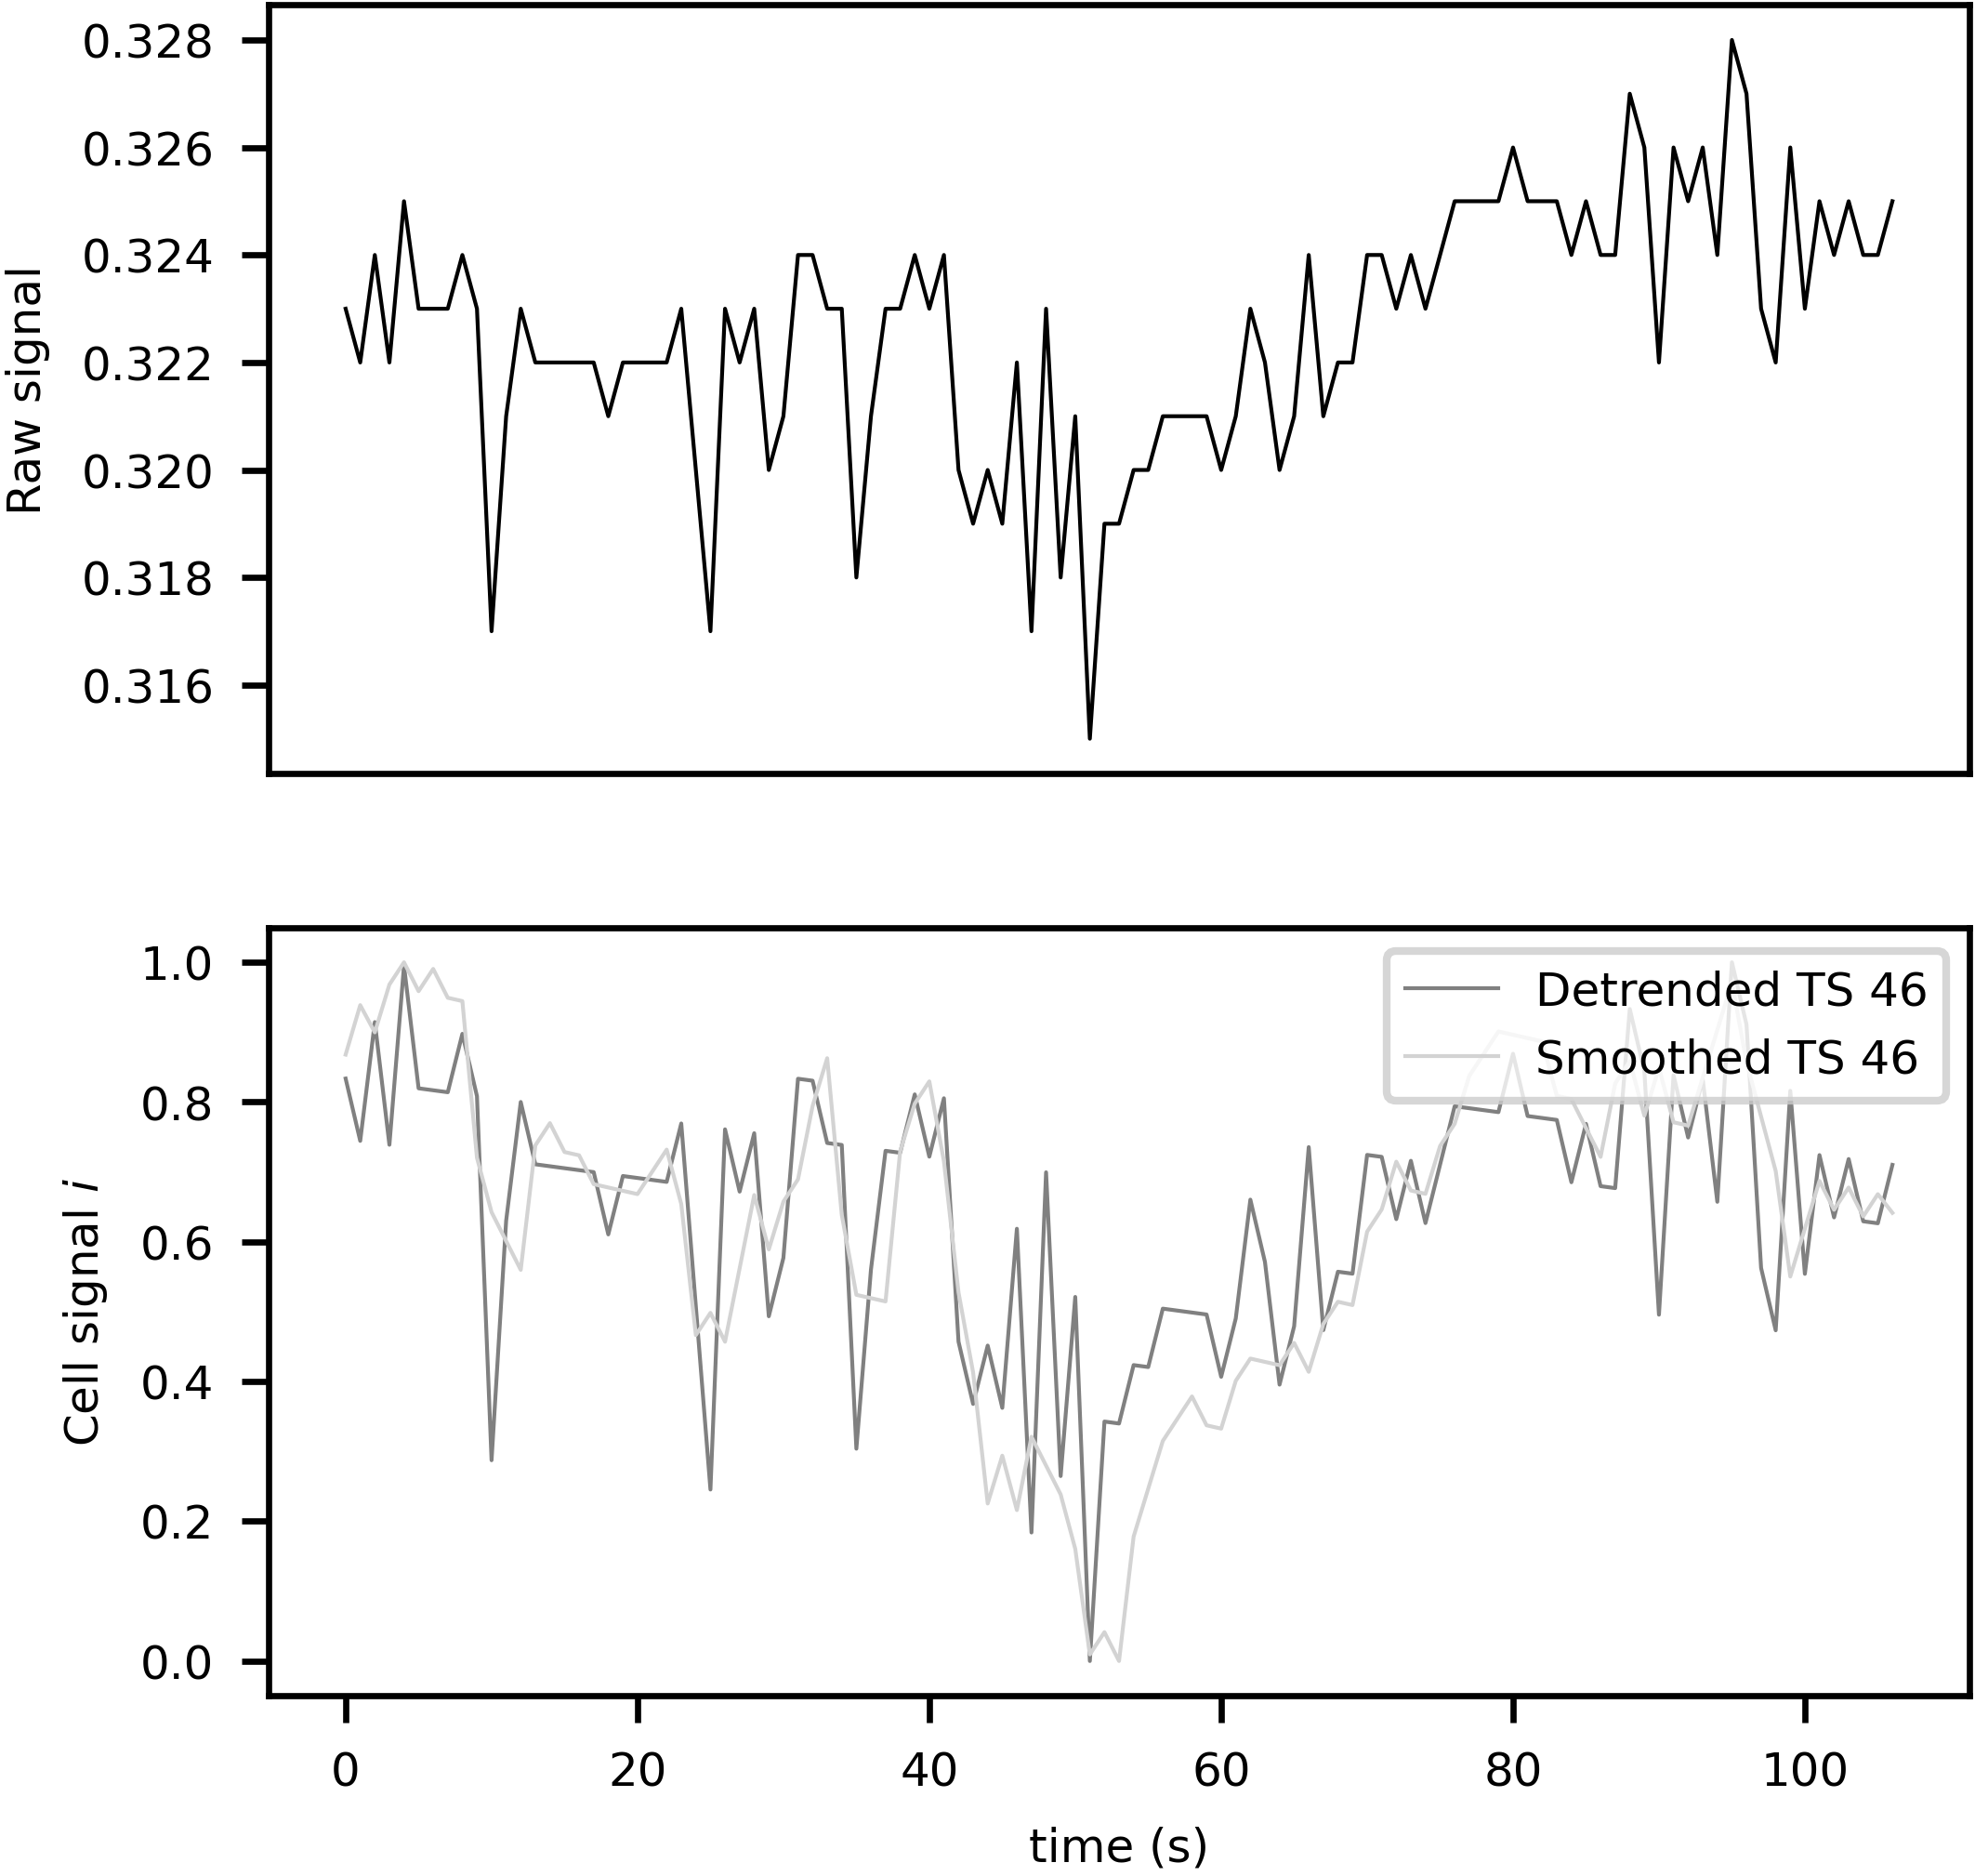 0.328
0.326
0.324
0.322
0.320
0.318
0.316
Raw signal
1.0
0.8
0.6
0.4
0.2
0.0
Cell signal i
Detrended TS 46
Smoothed TS 46
0 20 40 60 80 100
time (s)